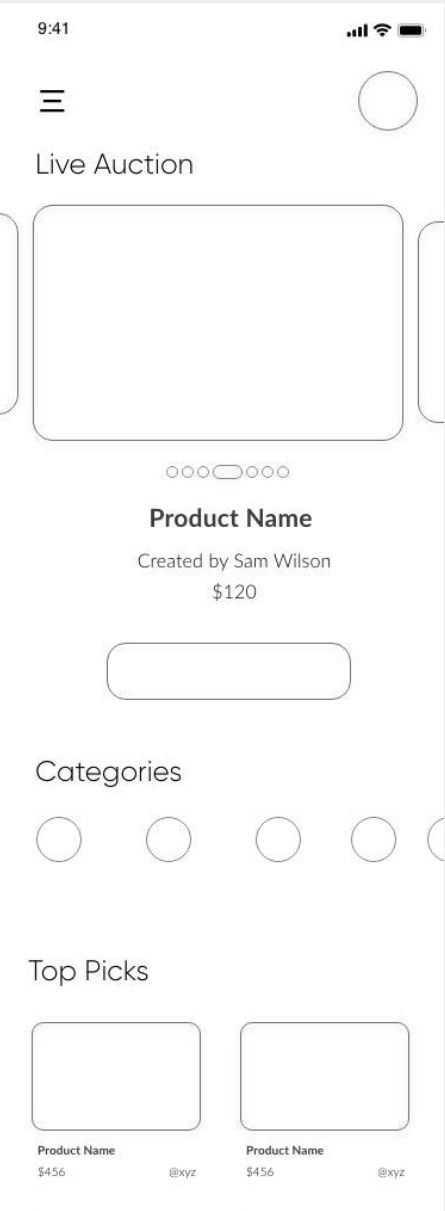 9:41
Live Auction
Product Name
Created by Sam Wilson
$120
Categories
Top Picks
Product Name
$456 @xyz
Product Name
$456 @xyz